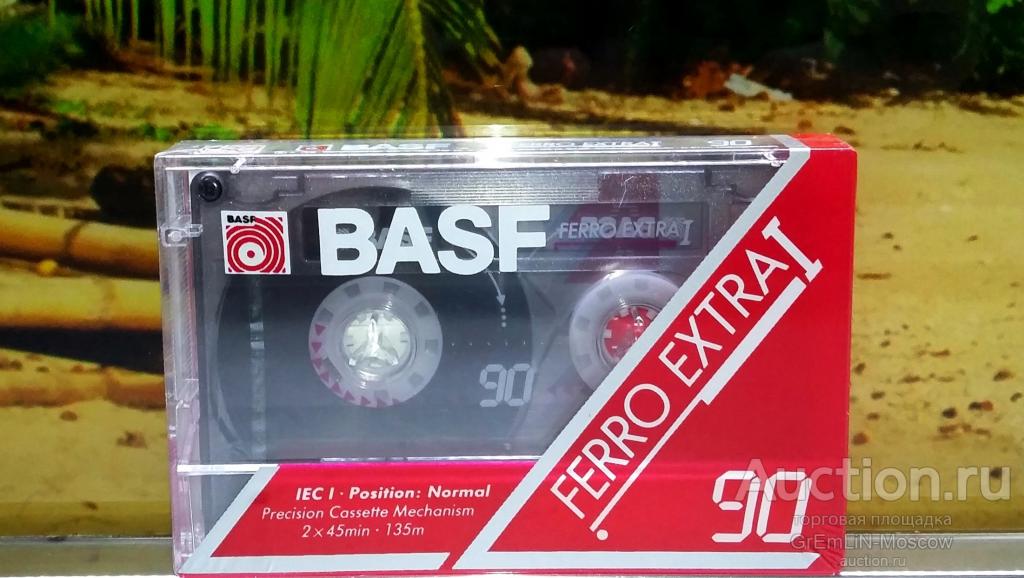 BASF FERRO EXTRA I 90
BASF
BASF
FERRO EXTRA I
90
FERRO EXTRA I
IEC I · Position: Normal
Precision Cassette Mechanism
2 x 45min · 135m
90
Auction.ru
торговая площадка
GrEmLiN-Moscow
auction.ru